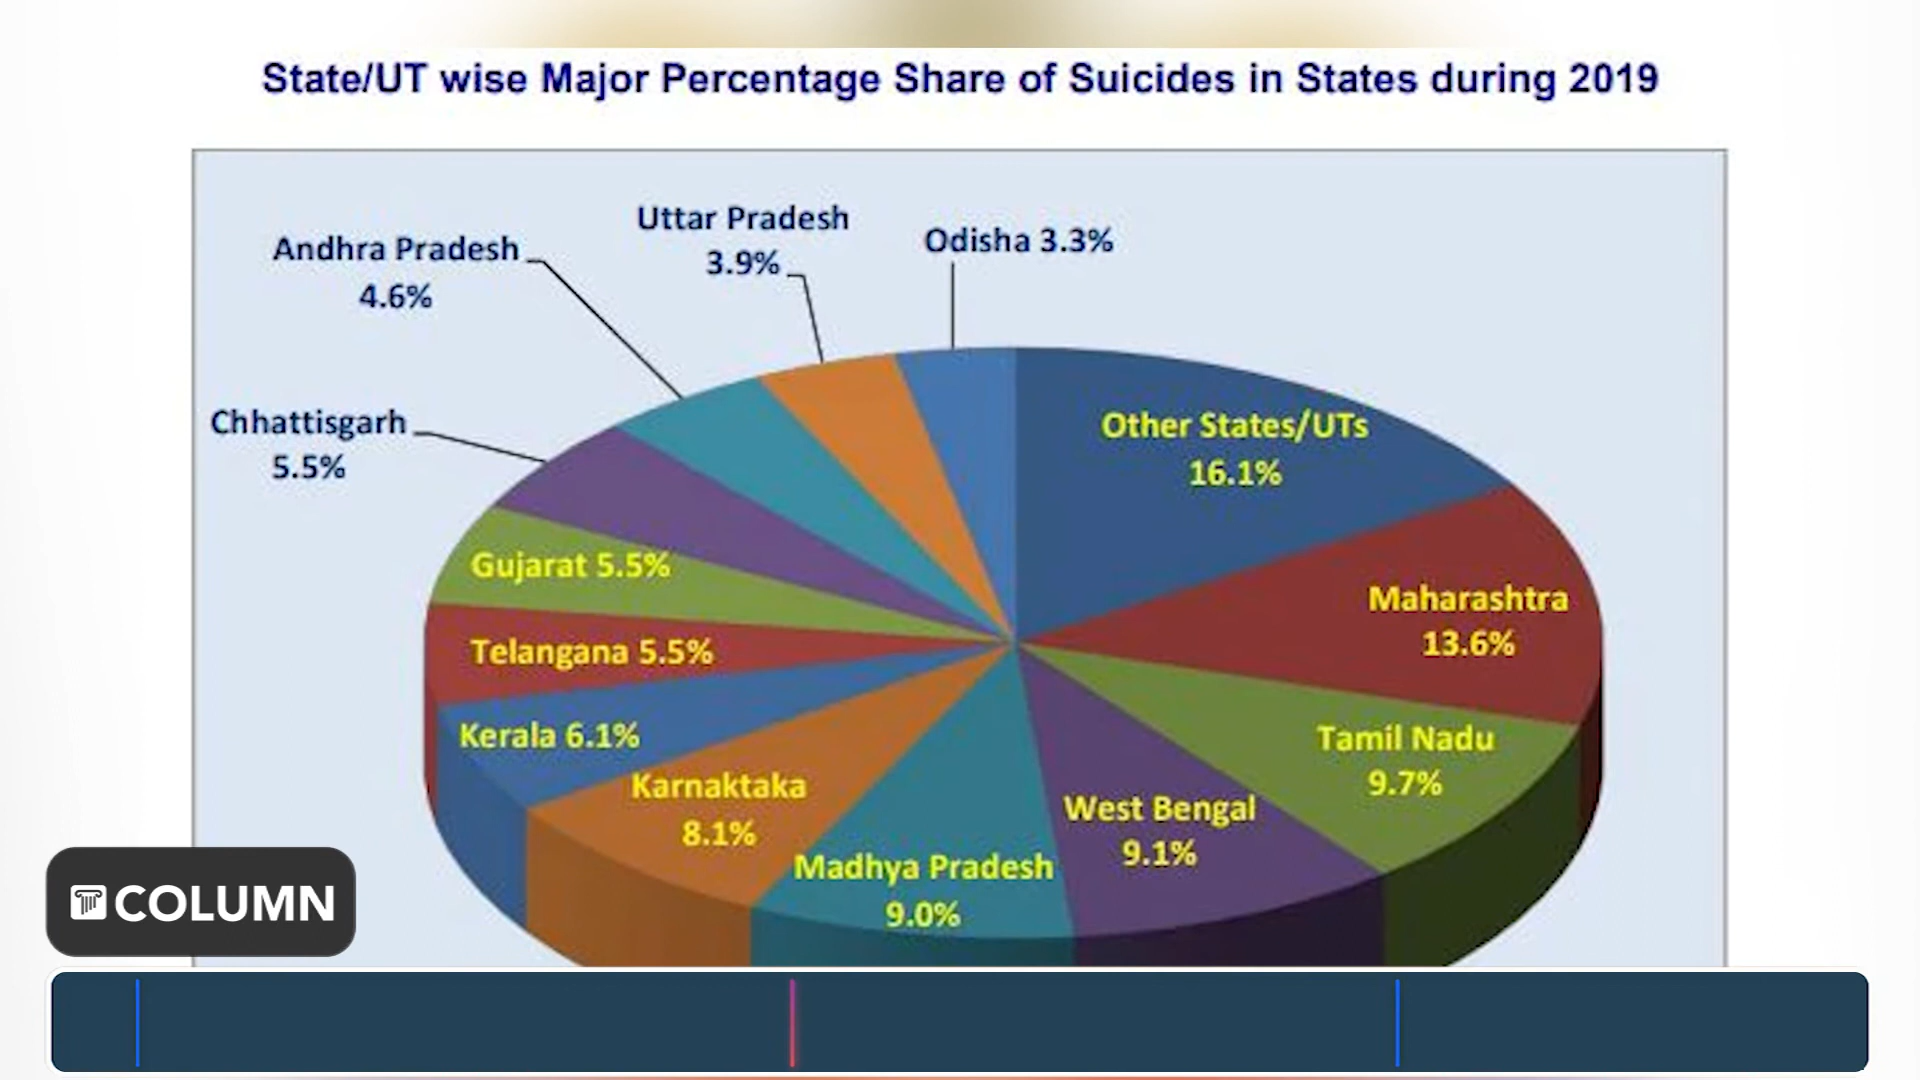 State/UT wise Major Percentage Share of Suicides in States during 2019
Uttar Pradesh
3.9%
Odisha 3.3%
Andhra Pradesh
4.6%
Chhattisgarh
5.5%
Other States/UTs
16.1%
Gujarat 5.5%
Maharashtra
13.6%
Telangana 5.5%
Kerala 6.1%
Tamil Nadu
9.7%
Karnaktaka
8.1%
West Bengal
9.1%
Madhya Pradesh
9.0%
COLUMN